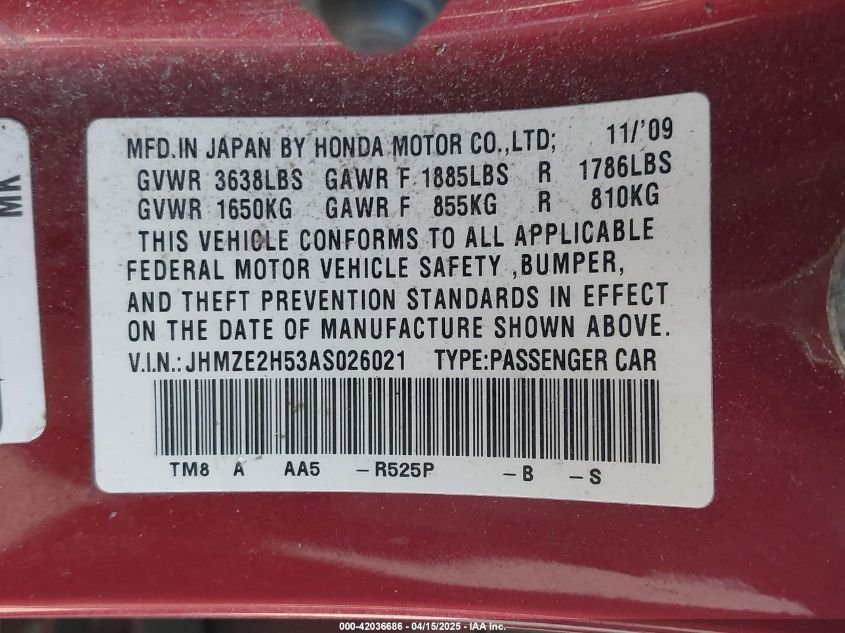 MFD.IN JAPAN BY HONDA MOTOR CO.,LTD; 11/'09
GVWR 3638LBS GAWR F 1885LBS R 1786LBS
GVWR 1650KG GAWR F 855KG R 810KG
THIS VEHICLE CONFORMS TO ALL APPLICABLE
FEDERAL MOTOR VEHICLE SAFETY ,BUMPER,
AND THEFT PREVENTION STANDARDS IN EFFECT
ON THE DATE OF MANUFACTURE SHOWN ABOVE.
V.I.N.:JHMZE2H53AS026021 TYPE:PASSENGER CAR
TM8 A AA5 -R525P -B -S
MK
000-42036686 - 04/15/2025 - © IAA Inc.